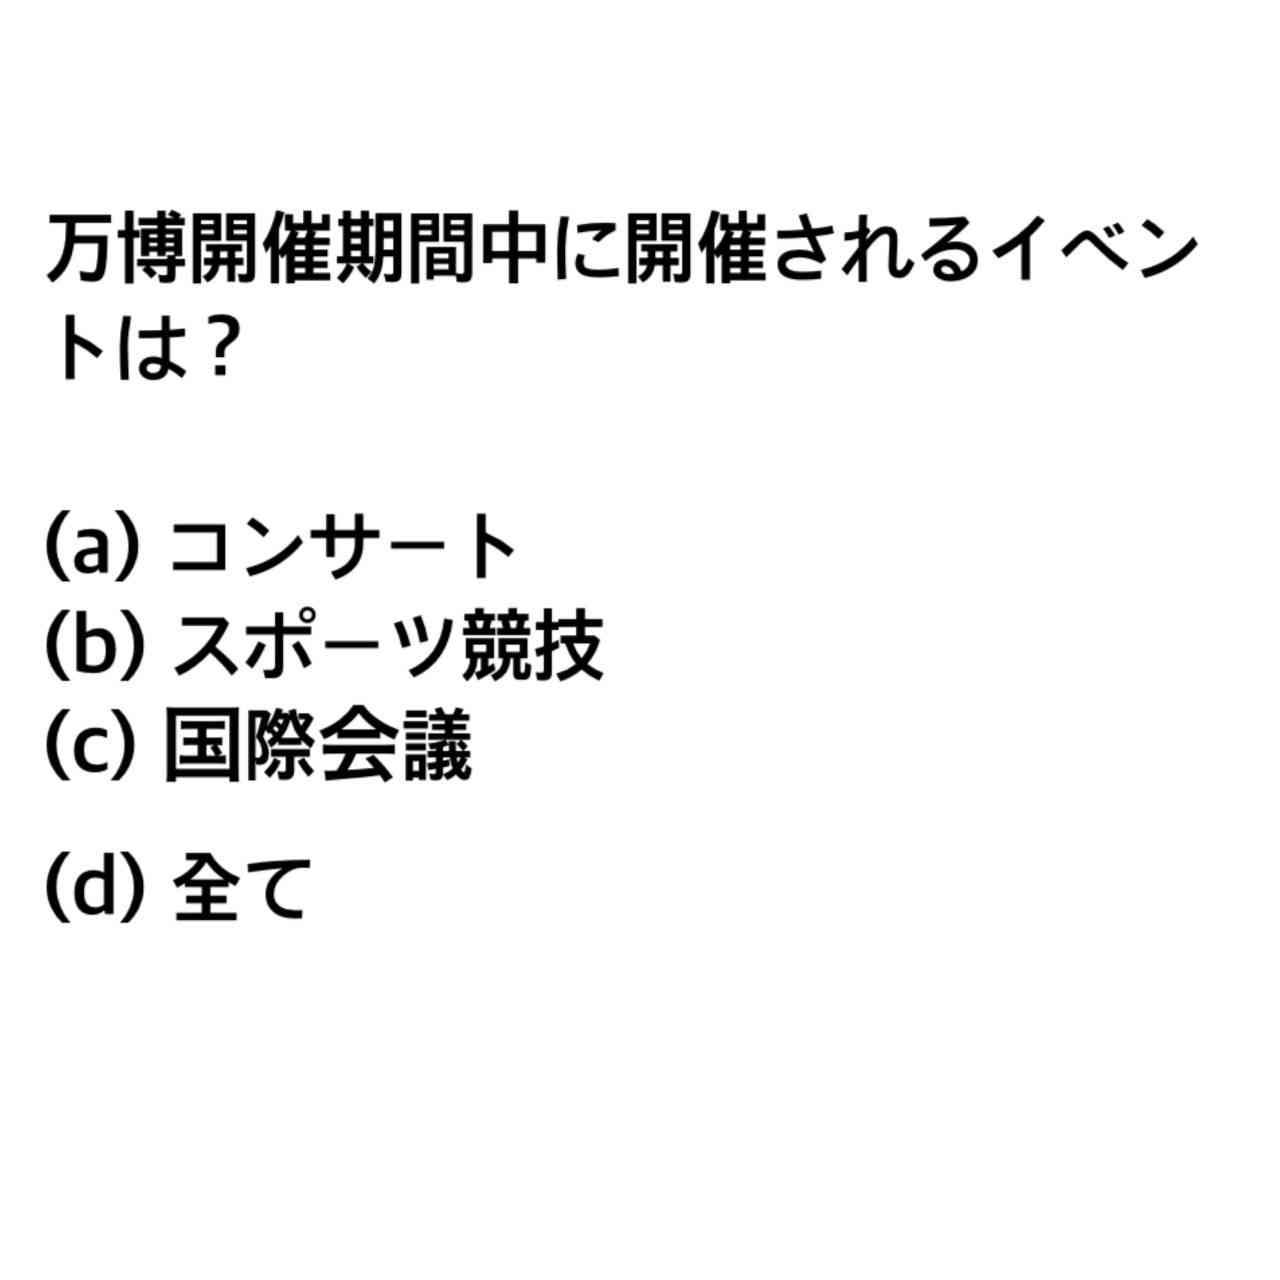 万博開催期間中に開催されるイベン
トは？
(a) コンサート
(b) スポーツ競技
(c) 国際会議
(d) 全て